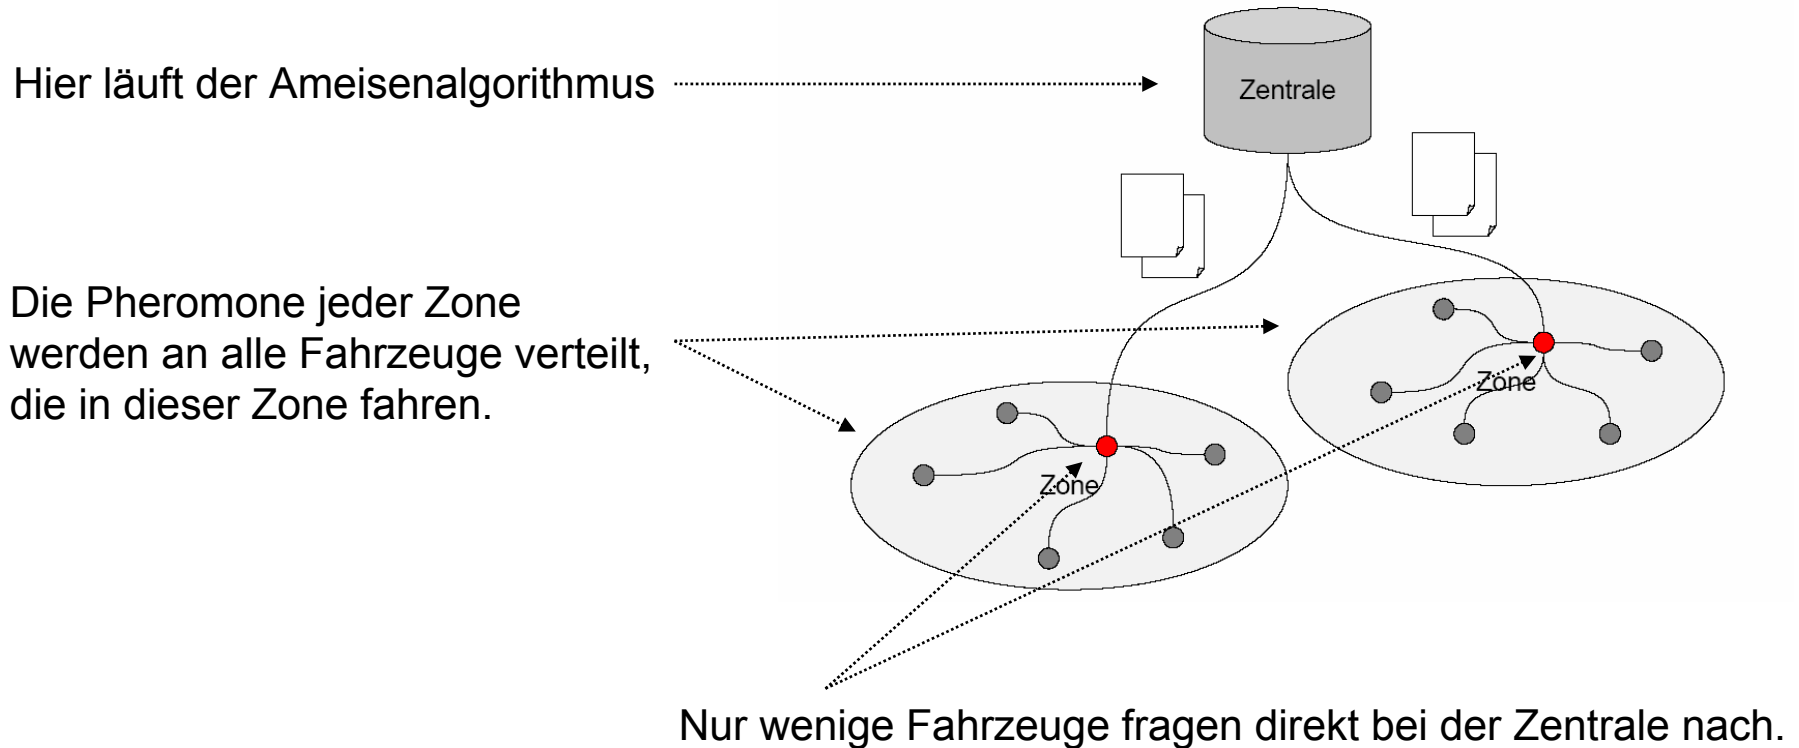 Hier läuft der Ameisenalgorithmus
Zentrale
Die Pheromone jeder Zone
werden an alle Fahrzeuge verteilt,
die in dieser Zone fahren.
Zone
Zone
Nur wenige Fahrzeuge fragen direkt bei der Zentrale nach.